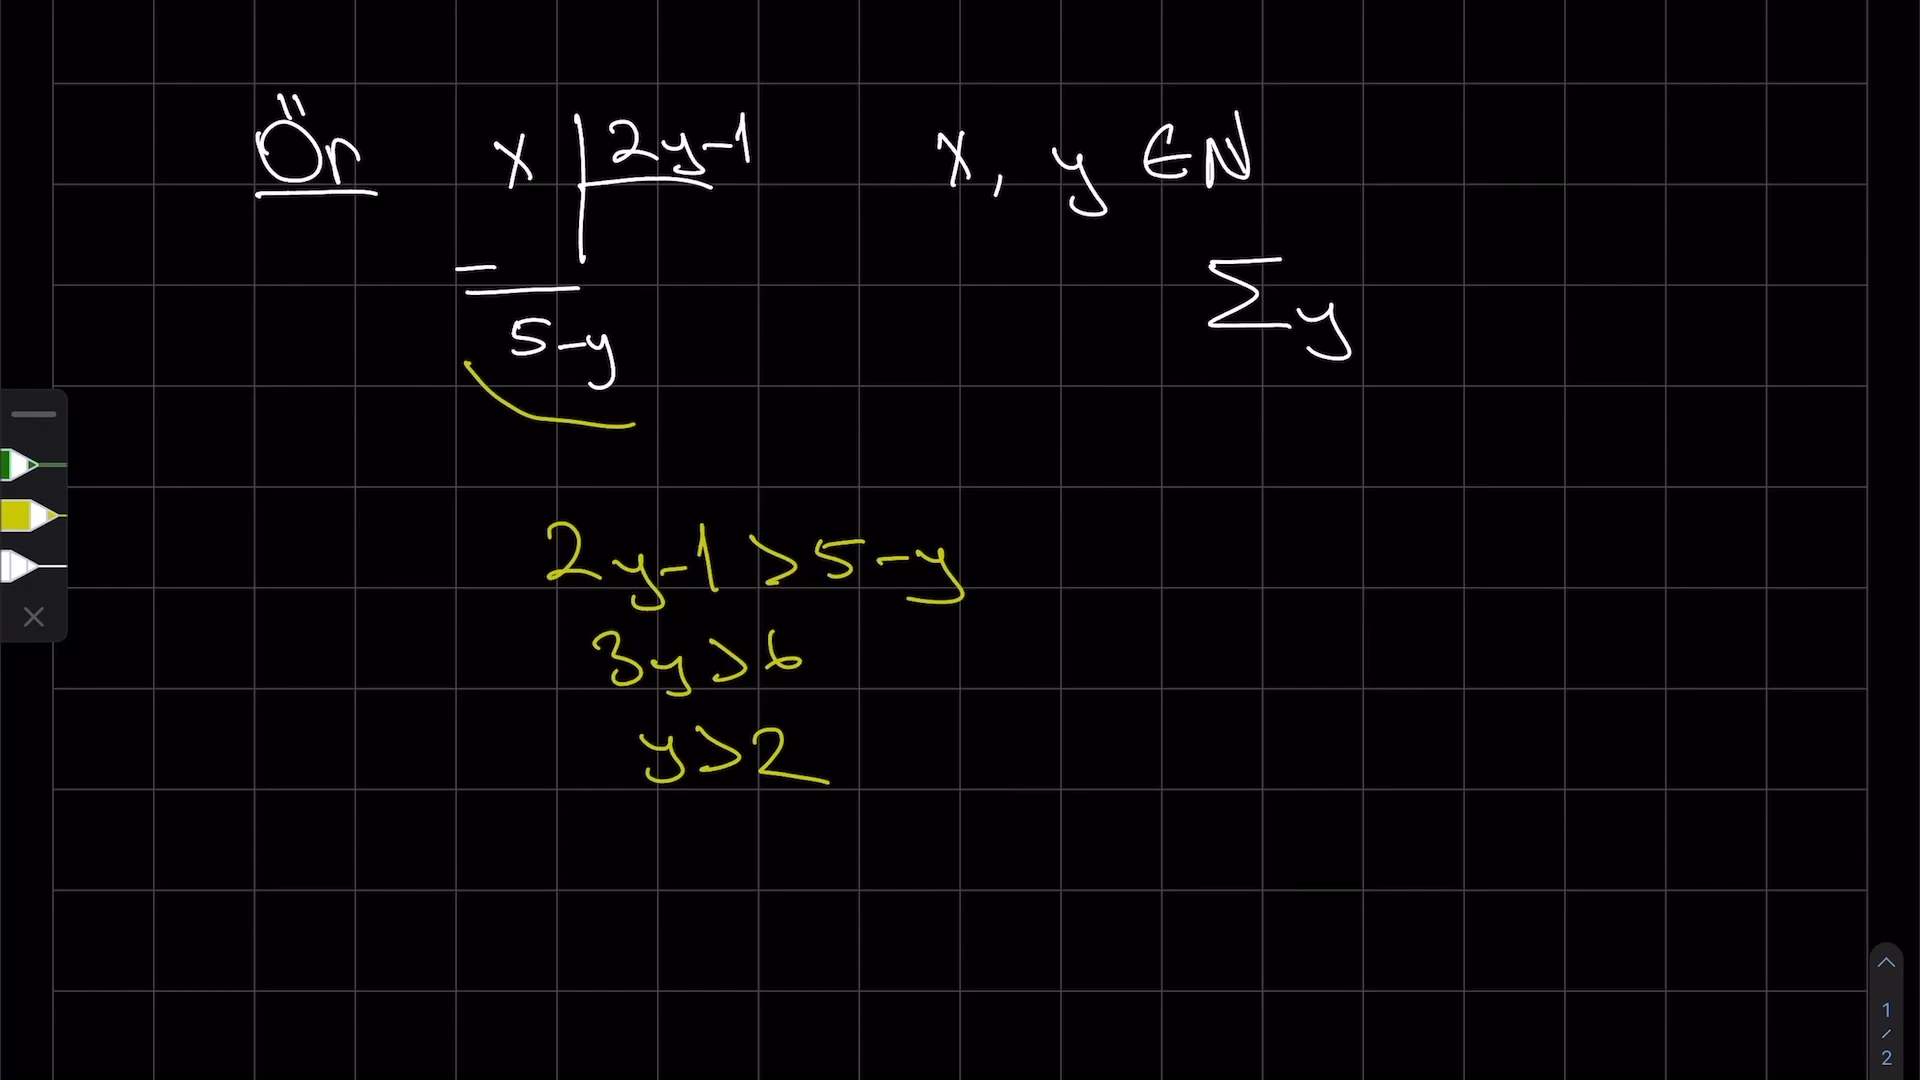 Ör x | 2y-1 x, y ∈ N
Σy
5-y
2y-1 > 5-y
3y > 6
y > 2
1
/
2